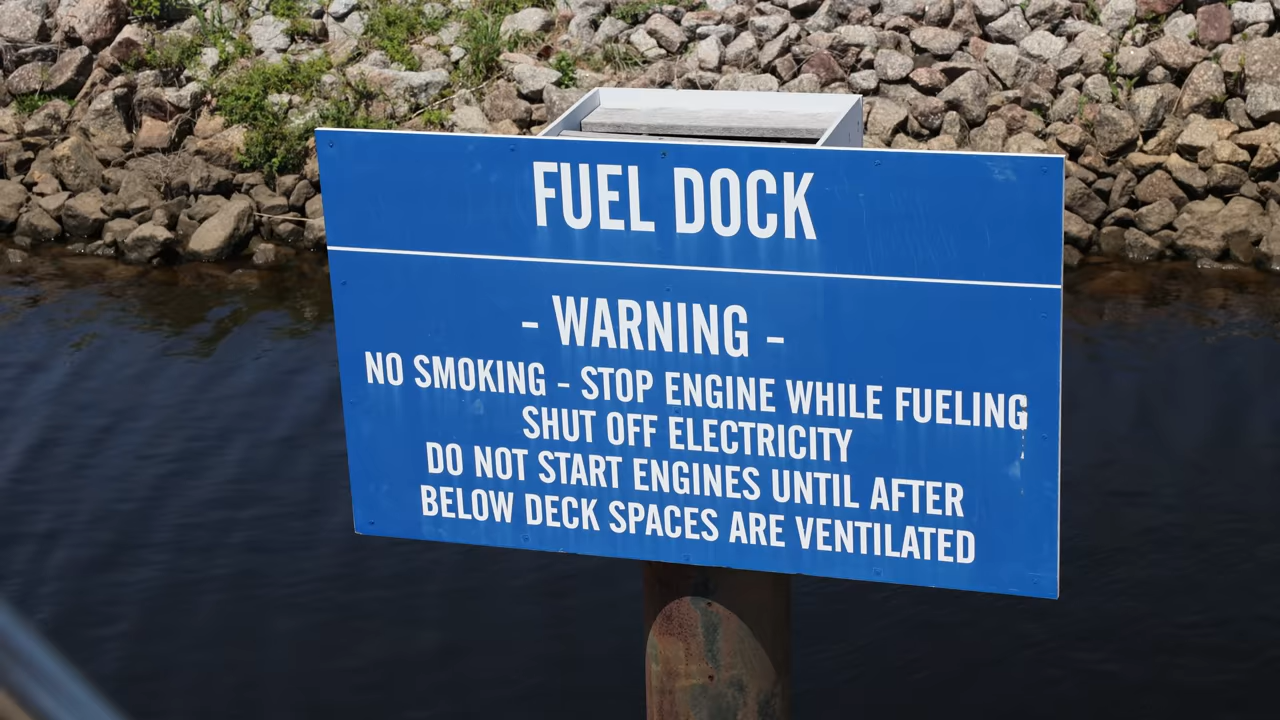 FUEL DOCK
- WARNING -
NO SMOKING - STOP ENGINE WHILE FUELING
SHUT OFF ELECTRICITY
DO NOT START ENGINES UNTIL AFTER
BELOW DECK SPACES ARE VENTILATED